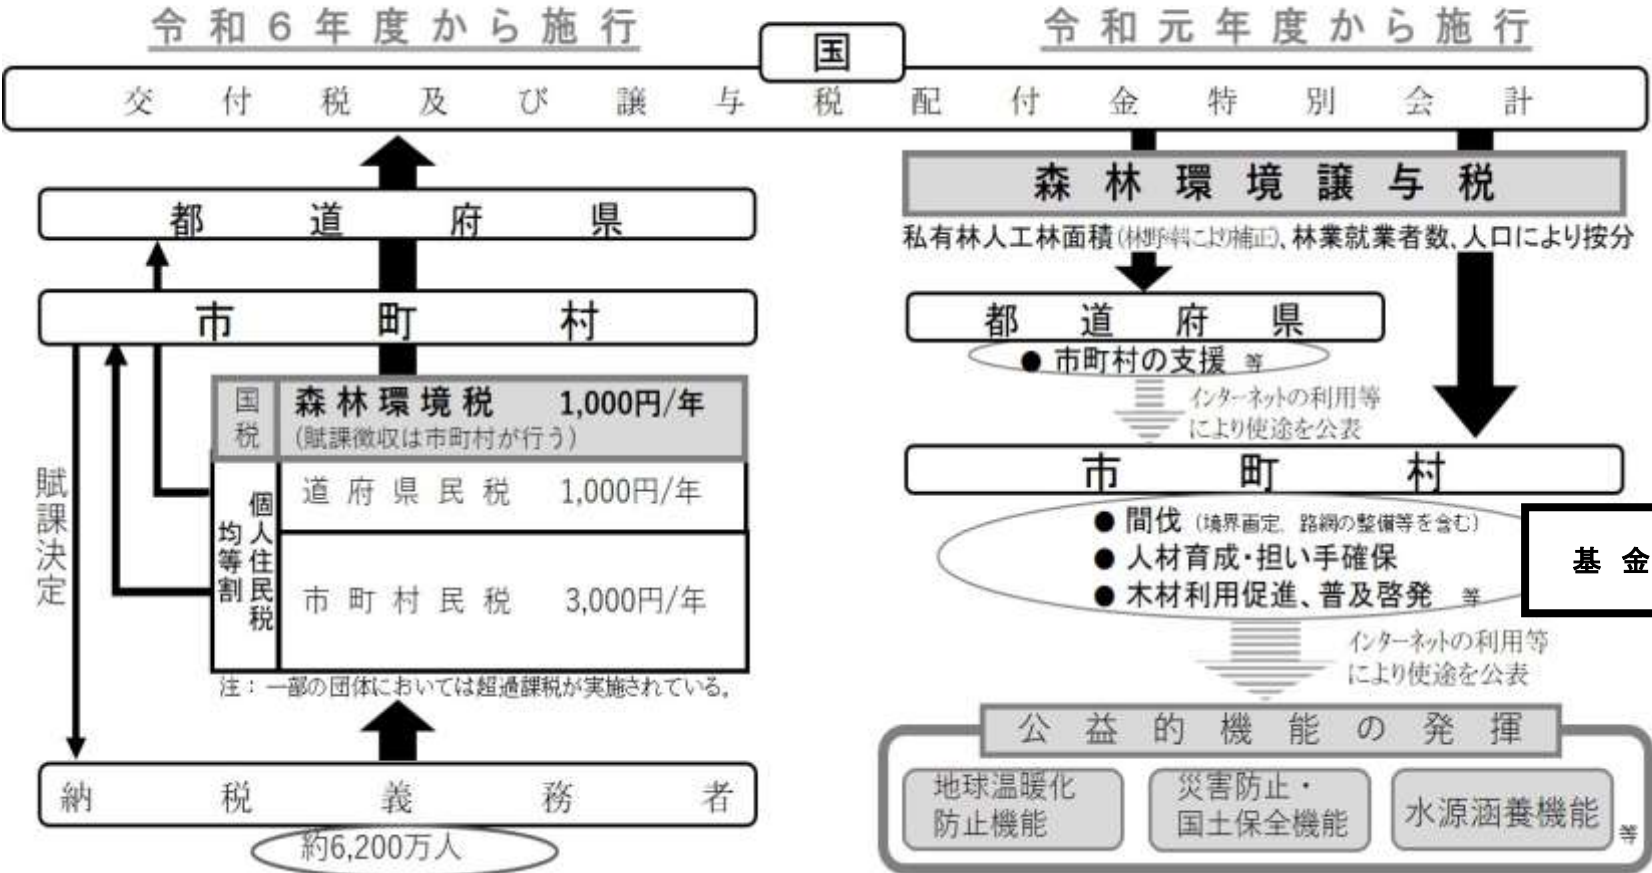 令和６年度から施行
令和元年度から施行
国
交付税及び譲与税配付金特別会計
都道府県
市町村
国税
森林環境税 1,000円/年
(賦課徴収は市町村が行う)
個人住民税
均等割
道府県民税 1,000円/年
市町村民税 3,000円/年
注：一部の団体においては超過課税が実施されている。
賦課決定
納税義務者
約6,200万人
森林環境譲与税
私有林人工林面積(林野率により補正)、林業就業者数、人口により按分
都道府県
● 市町村の支援 等
インターネットの利用等
により使途を公表
市町村
● 間伐（境界画定、路網の整備等を含む）
● 人材育成・担い手確保
● 木材利用促進、普及啓発 等
基金
インターネットの利用等
により使途を公表
公益的機能の発揮
地球温暖化
防止機能
災害防止・
国土保全機能
水源涵養機能
等